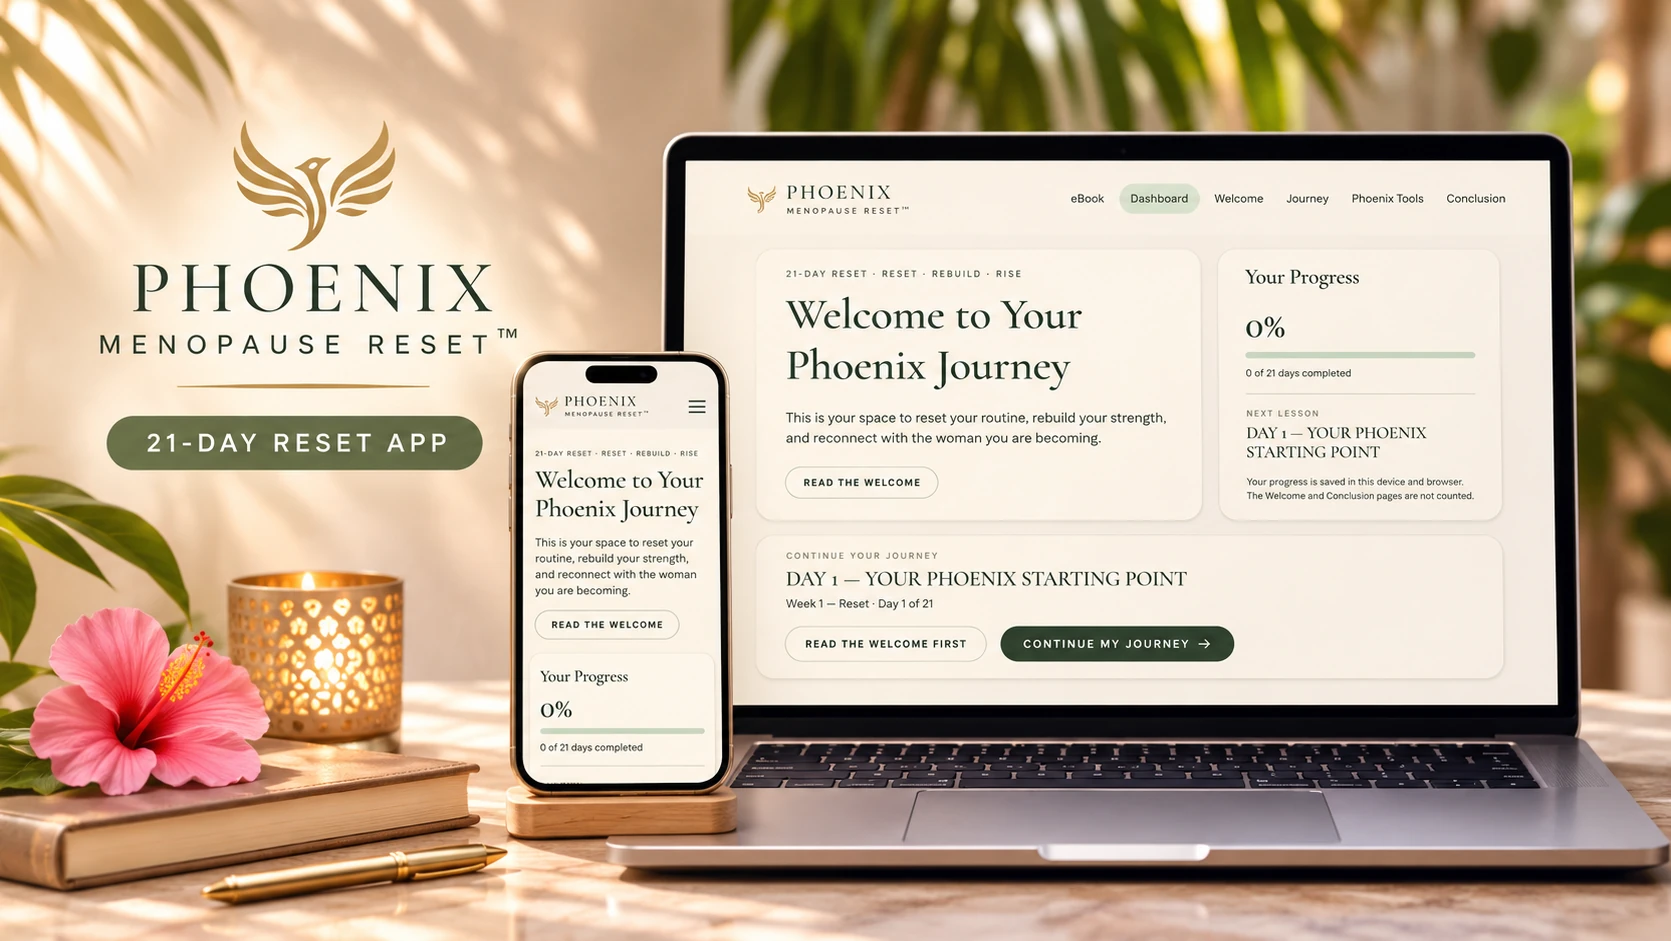 PHOENIX
MENOPAUSE RESET™
21-DAY RESET APP
PHOENIX
MENOPAUSE RESET™
21-DAY RESET · RESET · REBUILD · RISE
Welcome to Your
Phoenix Journey
This is your space to reset your
routine, rebuild your strength,
and reconnect with the woman
you are becoming.
READ THE WELCOME
Your Progress
0%
0 of 21 days completed
PHOENIX
MENOPAUSE RESET™
eBook Dashboard Welcome Journey Phoenix Tools Conclusion
21-DAY RESET · RESET · REBUILD · RISE
Welcome to Your
Phoenix Journey
This is your space to reset your routine, rebuild your strength,
and reconnect with the woman you are becoming.
READ THE WELCOME
Your Progress
0%
0 of 21 days completed
NEXT LESSON
DAY 1 — YOUR PHOENIX
STARTING POINT
Your progress is saved in this device and browser.
The Welcome and Conclusion pages are not counted.
CONTINUE YOUR JOURNEY
DAY 1 — YOUR PHOENIX STARTING POINT
Week 1 — Reset · Day 1 of 21
READ THE WELCOME FIRST
CONTINUE MY JOURNEY →